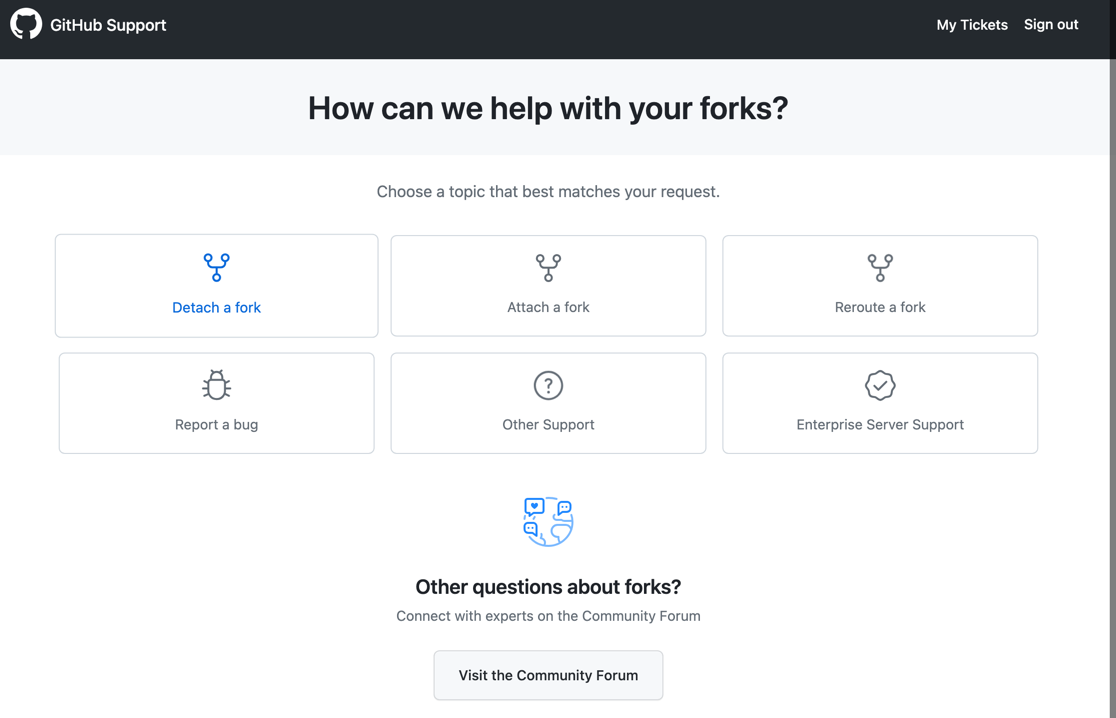 GitHub Support
My Tickets
Sign out
How can we help with your forks?
Choose a topic that best matches your request.
Detach a fork
Attach a fork
Reroute a fork
Report a bug
Other Support
Enterprise Server Support
Other questions about forks?
Connect with experts on the Community Forum
Visit the Community Forum